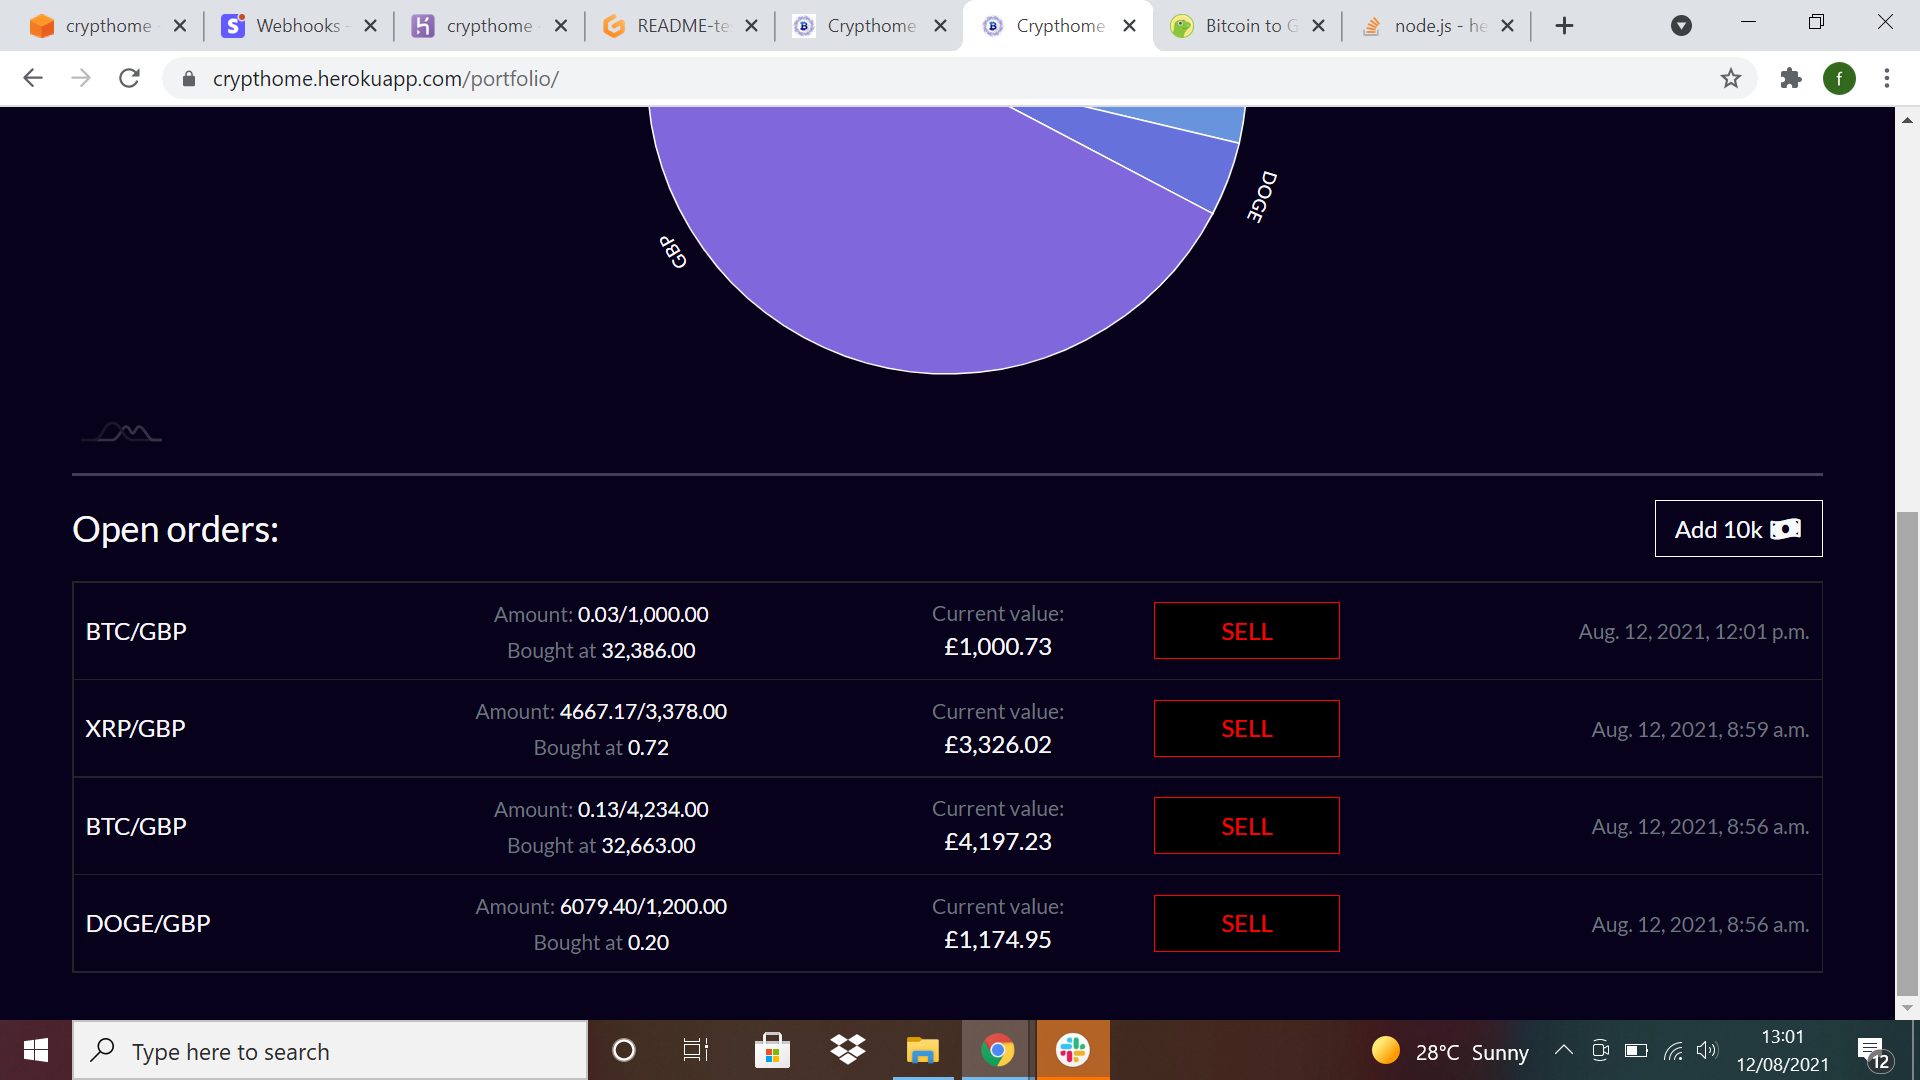 crypthome
Webhooks -
crypthome
README-te
Crypthome
Crypthome
Bitcoin to G
node.js - he
crypthome.herokuapp.com/portfolio/
f
DOGE
GBP
Open orders:
Add 10k
BTC/GBP
Amount: 0.03/1,000.00
Bought at 32,386.00
Current value:
£1,000.73
SELL
Aug. 12, 2021, 12:01 p.m.
XRP/GBP
Amount: 4667.17/3,378.00
Bought at 0.72
Current value:
£3,326.02
SELL
Aug. 12, 2021, 8:59 a.m.
BTC/GBP
Amount: 0.13/4,234.00
Bought at 32,663.00
Current value:
£4,197.23
SELL
Aug. 12, 2021, 8:56 a.m.
DOGE/GBP
Amount: 6079.40/1,200.00
Bought at 0.20
Current value:
£1,174.95
SELL
Aug. 12, 2021, 8:56 a.m.
Type here to search
28°C Sunny
13:01
12/08/2021
12